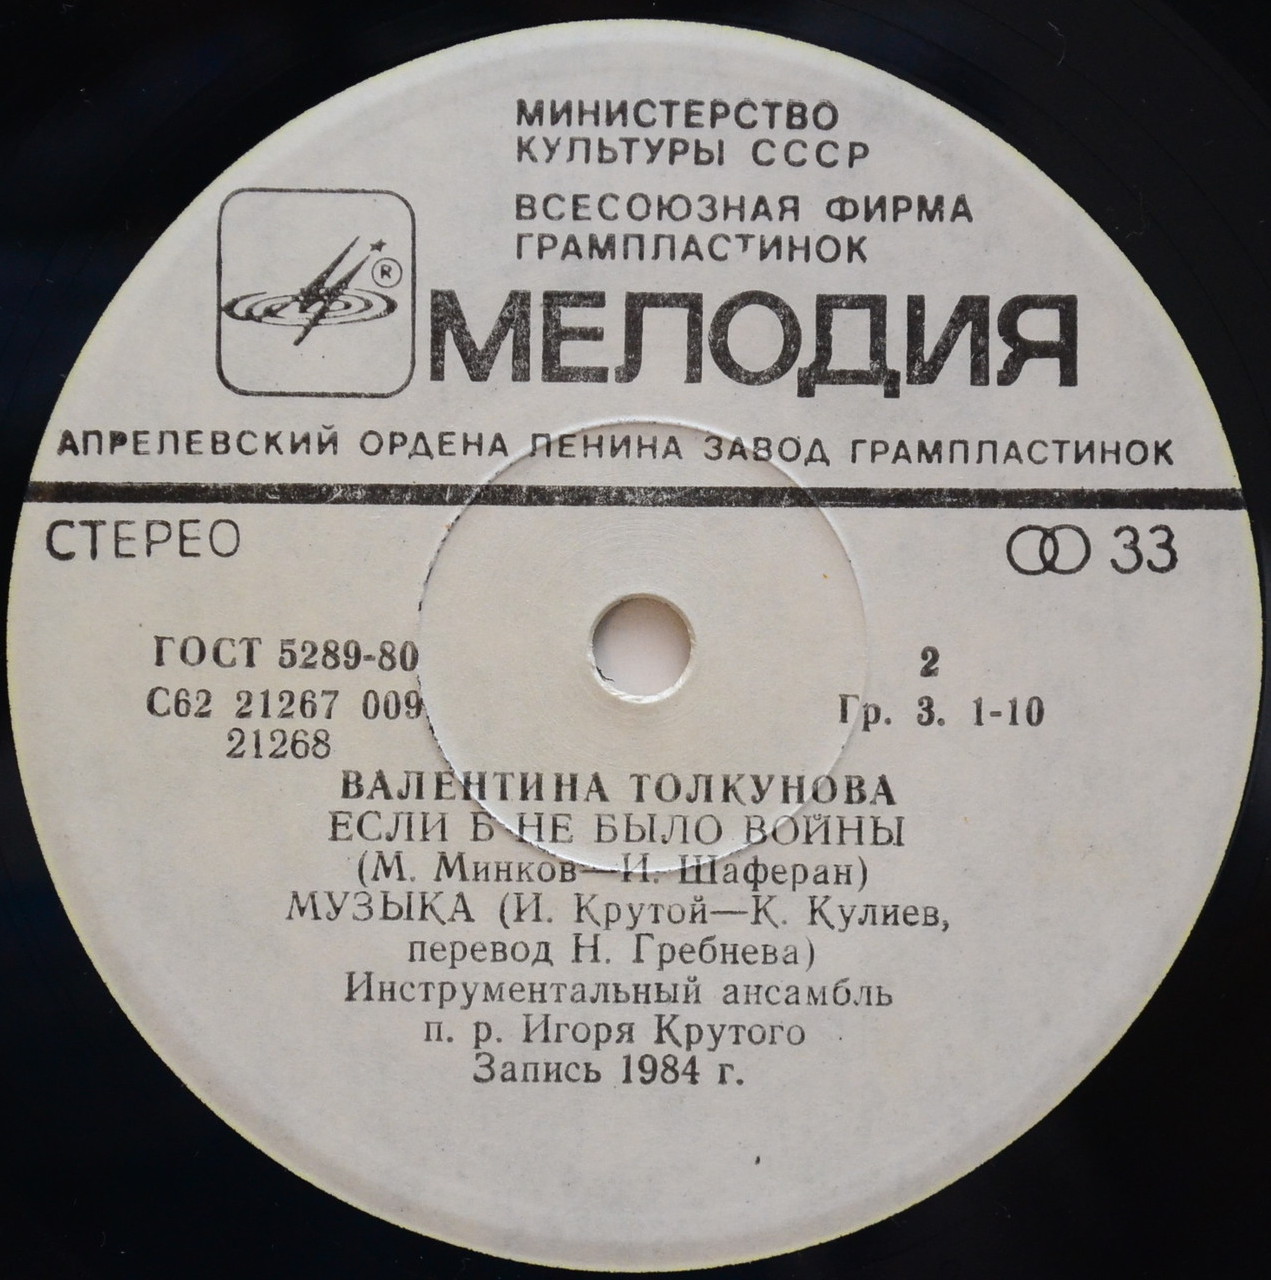 МИНИСТЕРСТВО
КУЛЬТУРЫ СССР
ВСЕСОЮЗНАЯ ФИРМА
ГРАМПЛАСТИНОК
®
МЕЛОДИЯ
АПРЕЛЕВСКИЙ ОРДЕНА ЛЕНИНА ЗАВОД ГРАМПЛАСТИНОК
СТЕРЕО
33
ГОСТ 5289-80
2
С62 21267 009
Гр. 3. 1-10
21268
ВАЛЕНТИНА ТОЛКУНОВА
ЕСЛИ Б НЕ БЫЛО ВОЙНЫ
(М. Минков—И. Шаферан)
МУЗЫКА (И. Крутой—К. Кулиев,
перевод Н. Гребнева)
Инструментальный ансамбль
п. р. Игоря Крутого
Запись 1984 г.